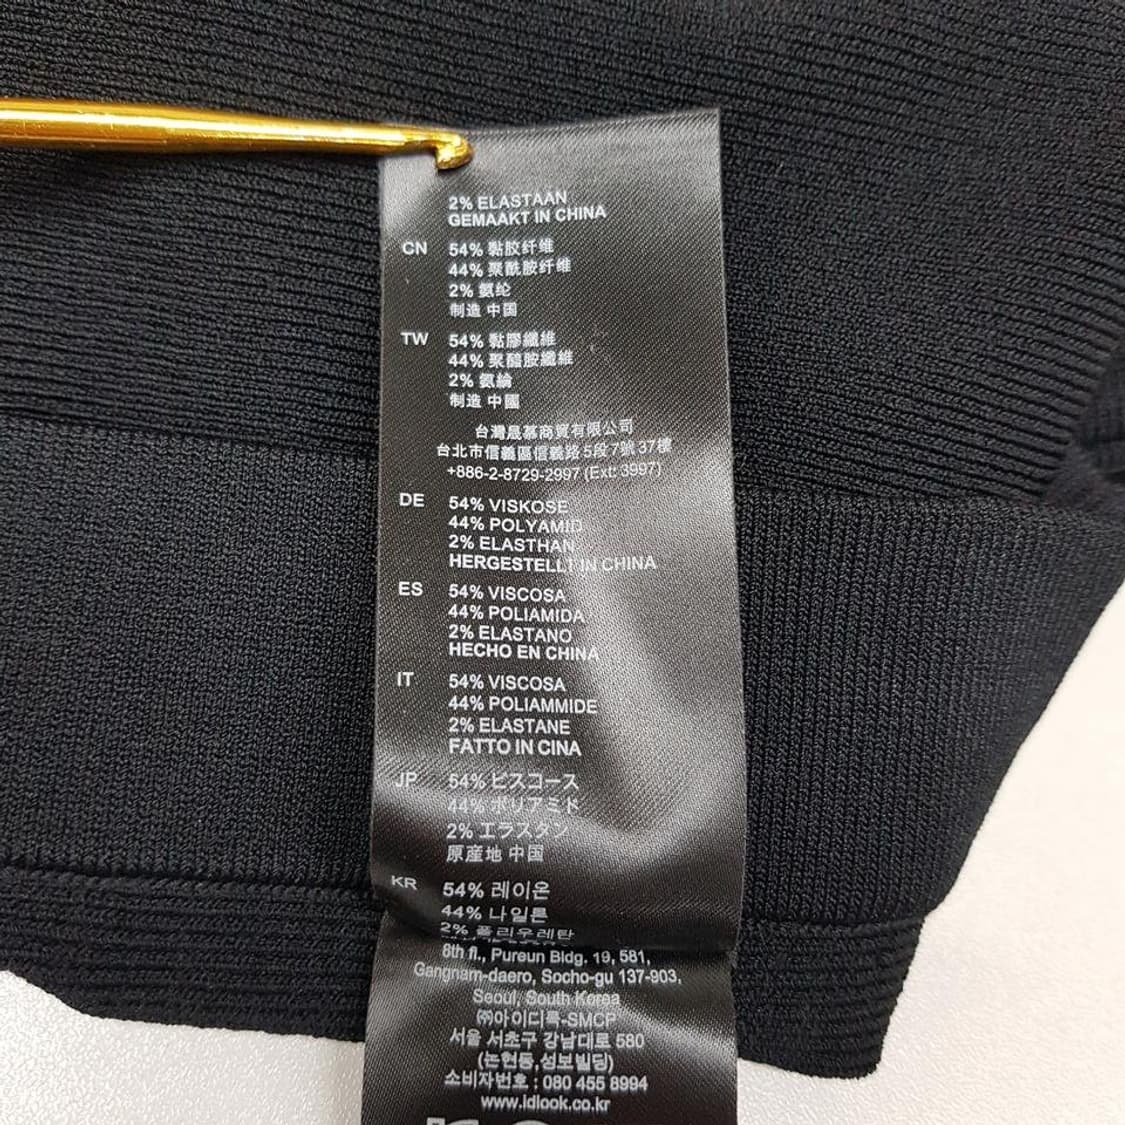 2% ELASTAAN
GEMAAKT IN CHINA
CN 54% 黏胶纤维
44% 聚酰胺纤维
2% 氨纶
制造 中国
TW 54% 黏膠纖維
44% 聚醯胺纖維
2% 氨綸
制造 中國
台灣晟慕商貿有限公司
台北市信義區信義路5段7號37樓
+886-2-8729-2997 (Ext: 3997)
DE 54% VISKOSE
44% POLYAMID
2% ELASTHAN
HERGESTELLT IN CHINA
ES 54% VISCOSA
44% POLIAMIDA
2% ELASTANO
HECHO EN CHINA
IT 54% VISCOSA
44% POLIAMMIDE
2% ELASTANE
FATTO IN CINA
JP 54% ビスコース
44% ポリアミド
2% エラスタン
原産地 中国
KR 54% 레이온
44% 나일론
2% 폴리우레탄
8th fl., Pureun Bldg. 19, 581,
Gangnam-daero, Socho-gu 137-903,
Seoul, South Korea
㈜아이디룩-SMCP
서울 서초구 강남대로 580
(논현동,성보빌딩)
소비자번호 : 080 455 8994
www.idlook.co.kr